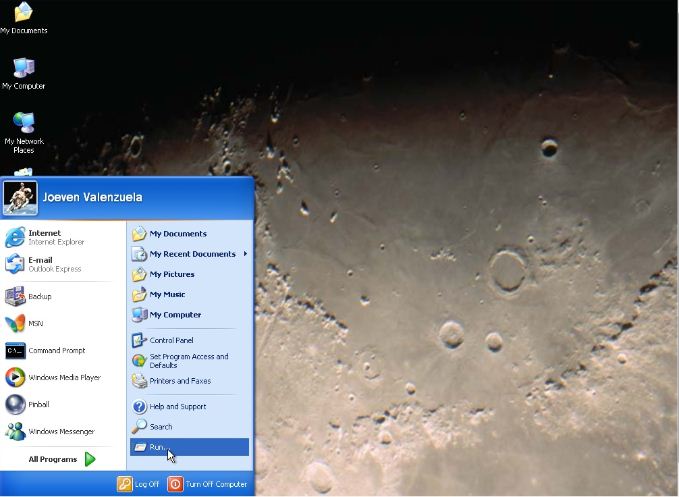 My Documents
My Computer
My Network
Places
Joeven Valenzuela
Internet
Internet Explorer
E-mail
Outlook Express
Backup
MSN
Command Prompt
Windows Media Player
Pinball
Windows Messenger
All Programs
My Documents
My Recent Documents
My Pictures
My Music
My Computer
Control Panel
Set Program Access and
Defaults
Printers and Faxes
Help and Support
Search
Run...
Log Off
Turn Off Computer